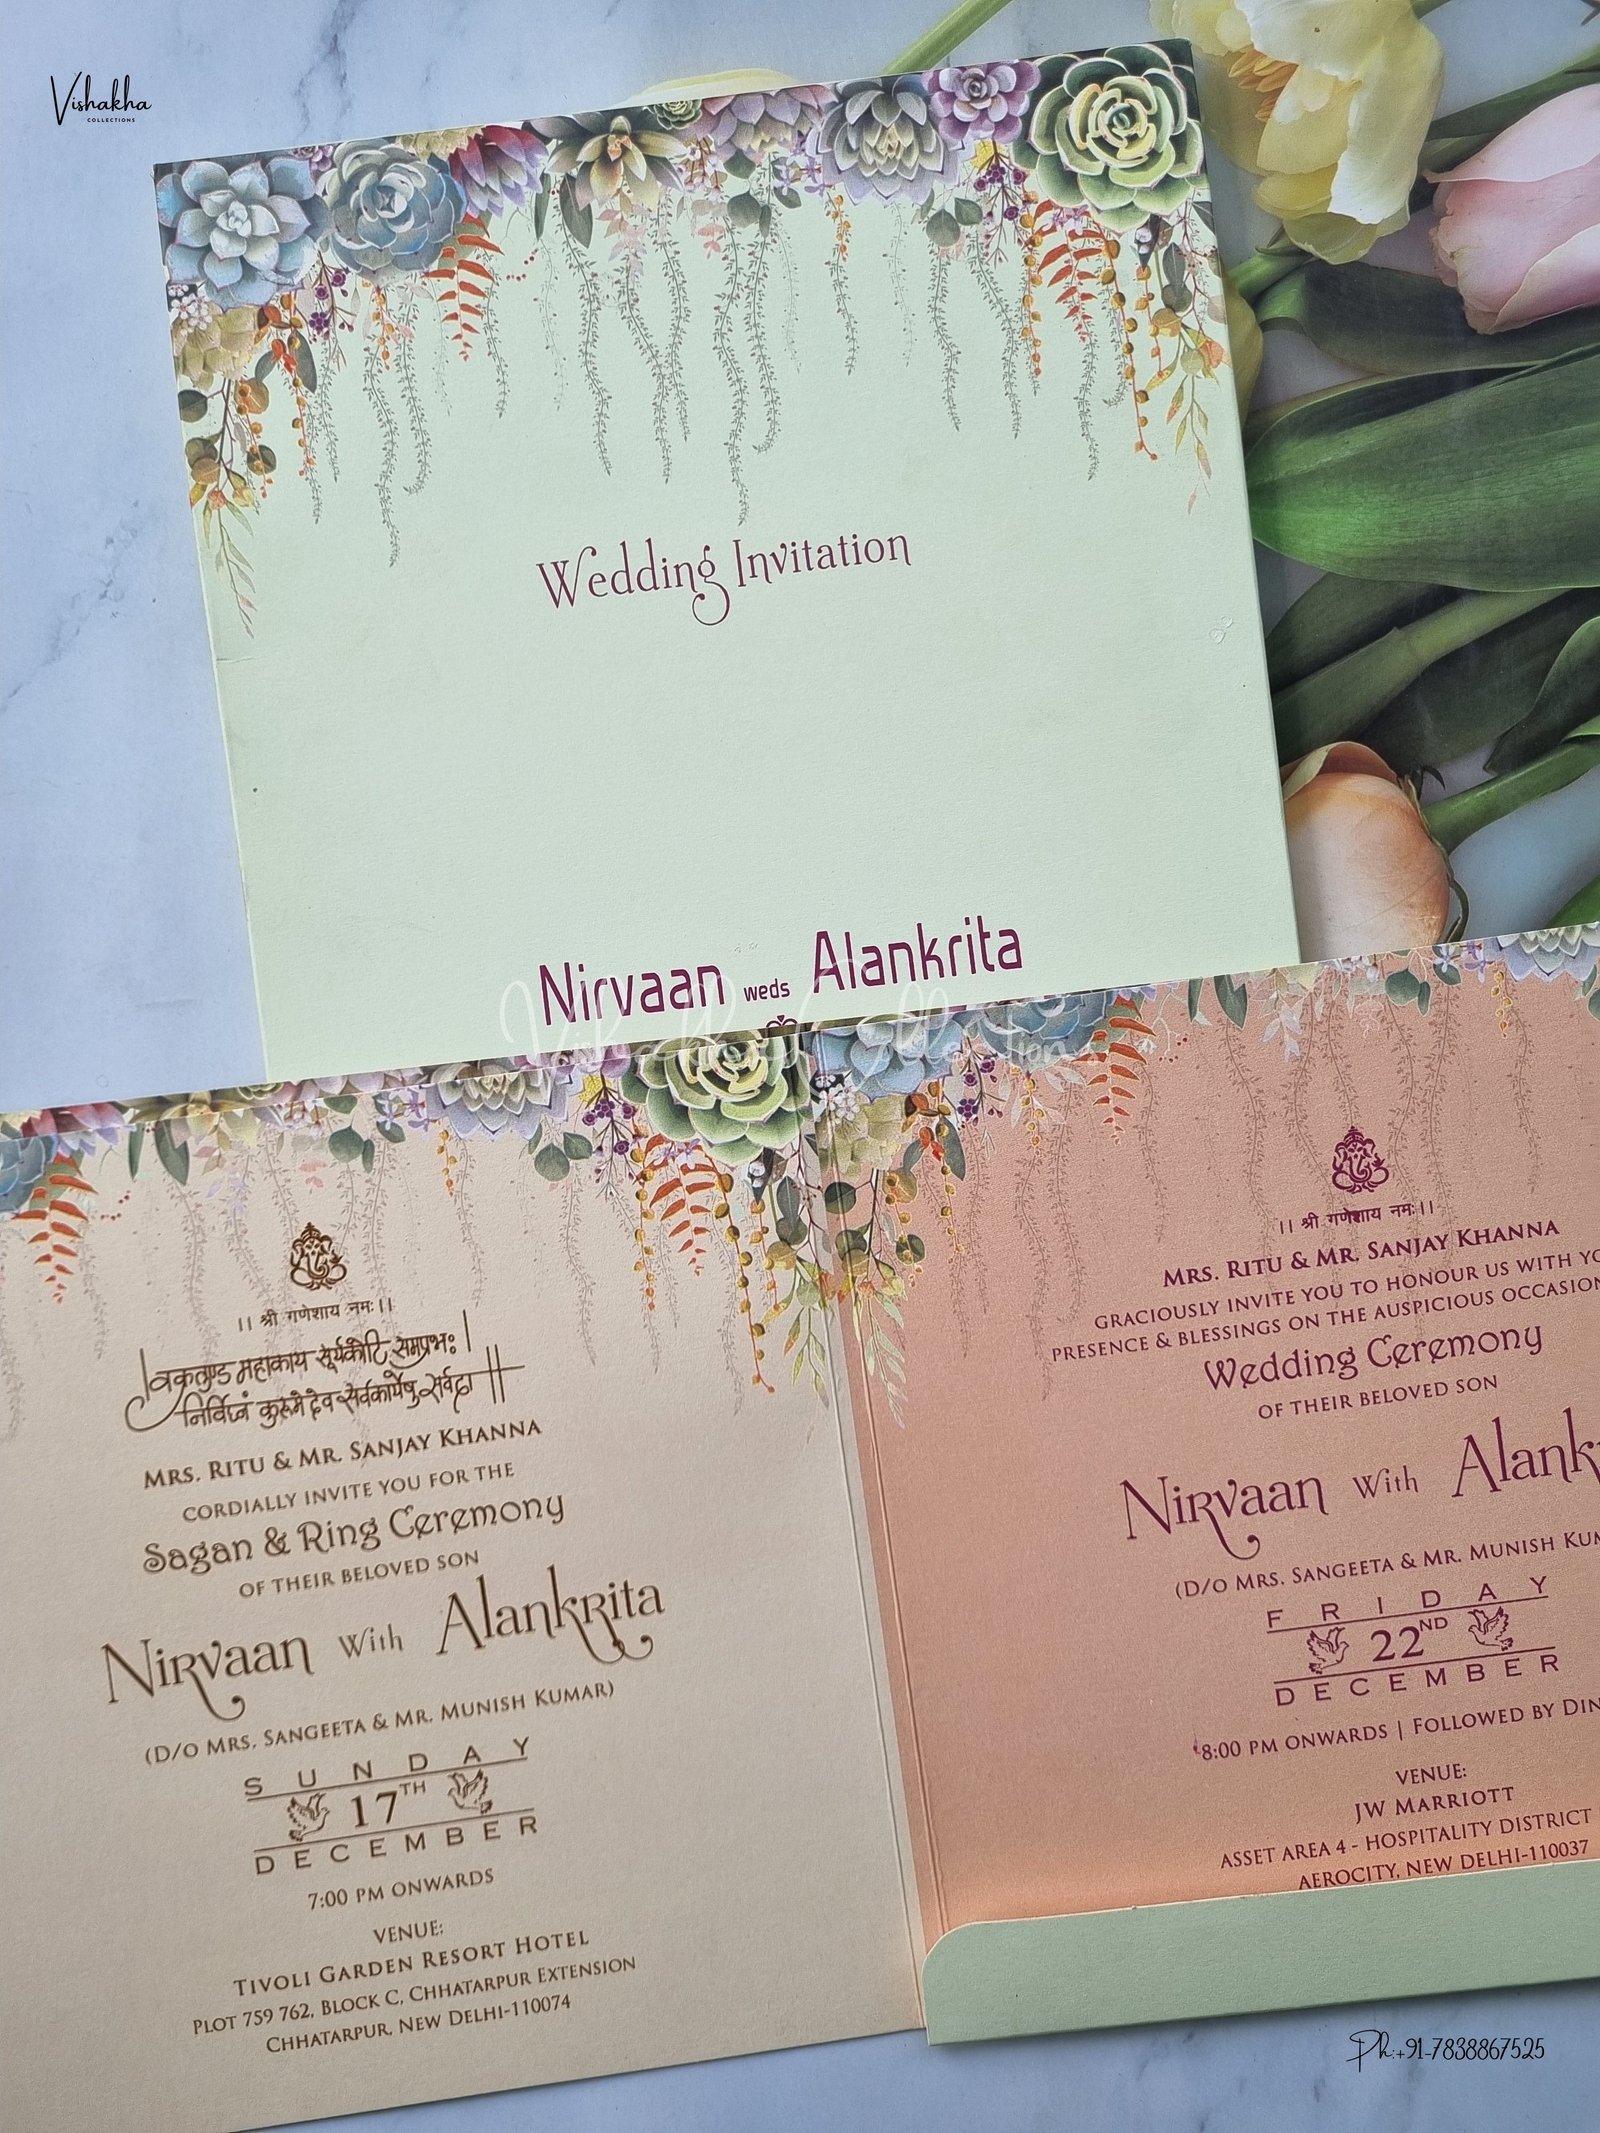 Vishakha
COLLECTIONS
Wedding Invitation
Nirvaan weds Alankrita
Vishakha Collection
|| श्री गणेशाय नमः ||
वक्रतुण्ड महाकाय सूर्यकोटि समप्रभः |
निर्विघ्नं कुरूमे देव सर्वकार्येषु सर्वदा ||
MRS. RITU & MR. SANJAY KHANNA
CORDIALLY INVITE YOU FOR THE
Sagan & Ring Ceremony
OF THEIR BELOVED SON
Nirvaan With Alankrita
(D/O MRS. SANGEETA & MR. MUNISH KUMAR)
SUNDAY
17TH
DECEMBER
7:00 PM ONWARDS
VENUE:
TIVOLI GARDEN RESORT HOTEL
PLOT 759 762, BLOCK C, CHHATARPUR EXTENSION
CHHATARPUR, NEW DELHI-110074
|| श्री गणेशाय नमः ||
MRS. RITU & MR. SANJAY KHANNA
GRACIOUSLY INVITE YOU TO HONOUR US WITH
PRESENCE & BLESSINGS ON THE AUSPICIOUS OCCASION
Wedding Ceremony
OF THEIR BELOVED SON
Nirvaan With
(D/O MRS. SANGEETA & MR. MUNISH
FRIDAY
22ND
DECEMBER
8:00 PM ONWARDS | FOLLOWED BY
VENUE:
JW MARRIOTT
ASSET AREA 4 - HOSPITALITY DISTRICT
AEROCITY, NEW DELHI-110037
Ph:+91-7838867525